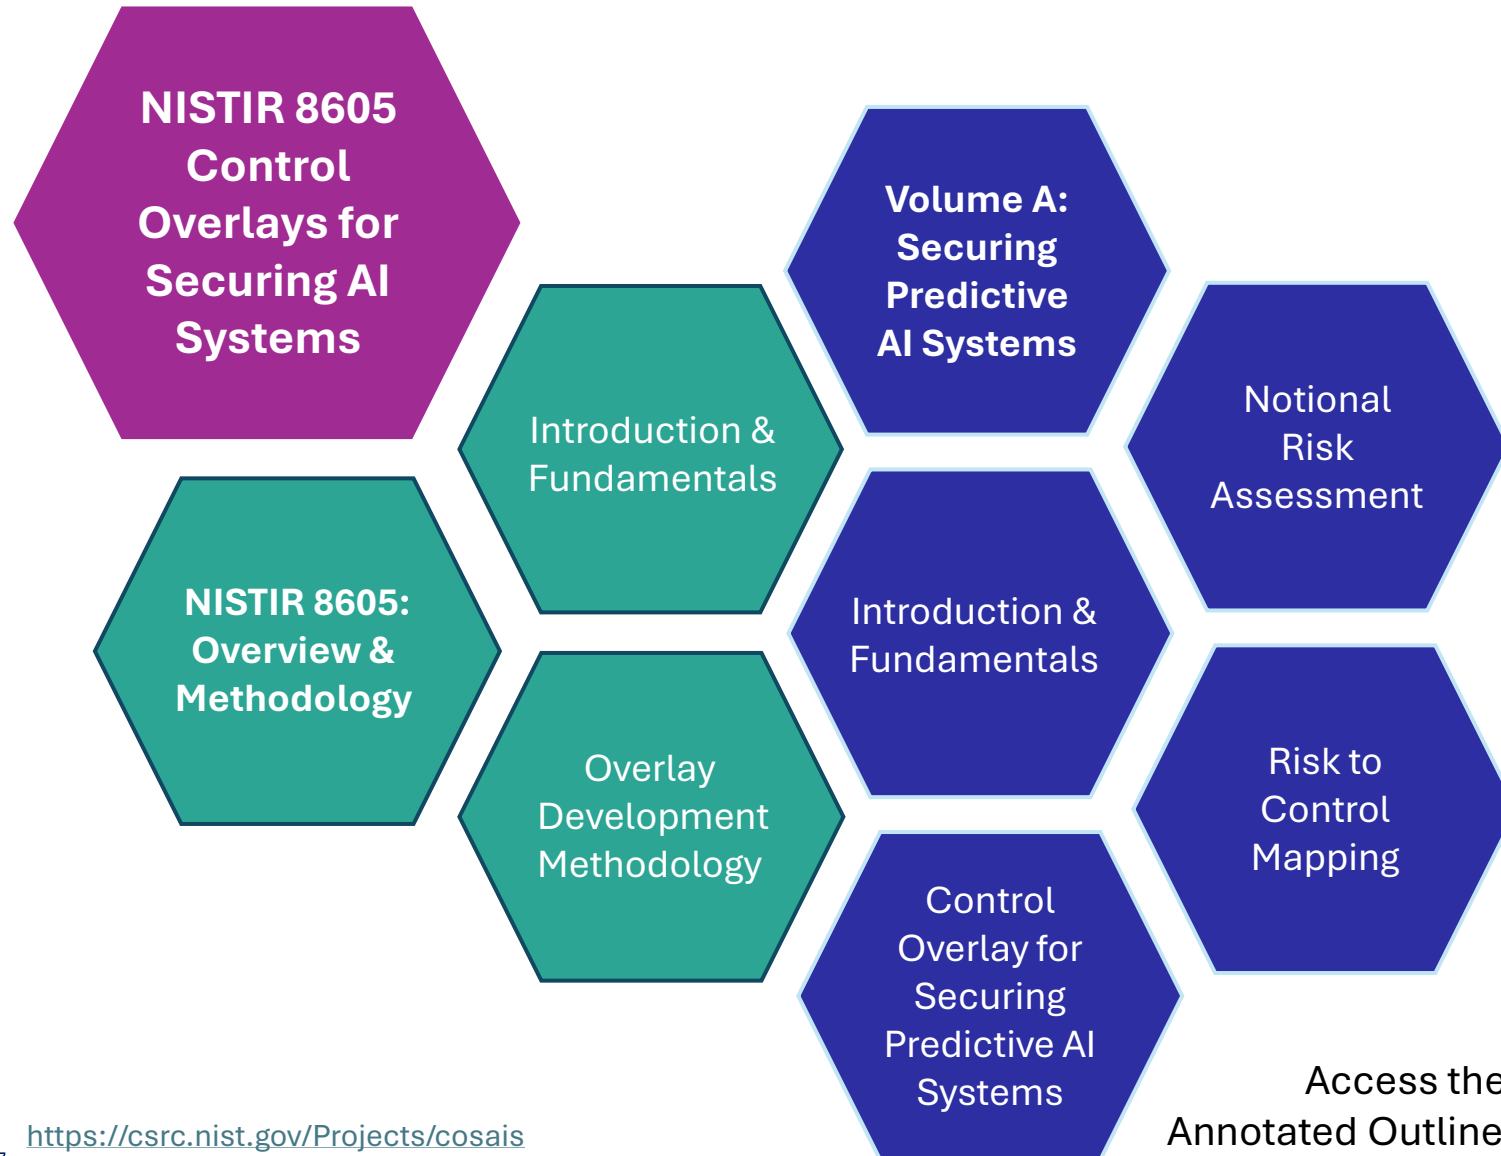 NISTIR 8605
Control
Overlays for
Securing AI
Systems
NISTIR 8605:
Overview &
Methodology
Introduction &
Fundamentals
Overlay
Development
Methodology
Volume A:
Securing
Predictive
AI Systems
Introduction &
Fundamentals
Control
Overlay for
Securing
Predictive AI
Systems
Notional
Risk
Assessment
Risk to
Control
Mapping
https://csrc.nist.gov/Projects/cosais
Access the
Annotated Outline